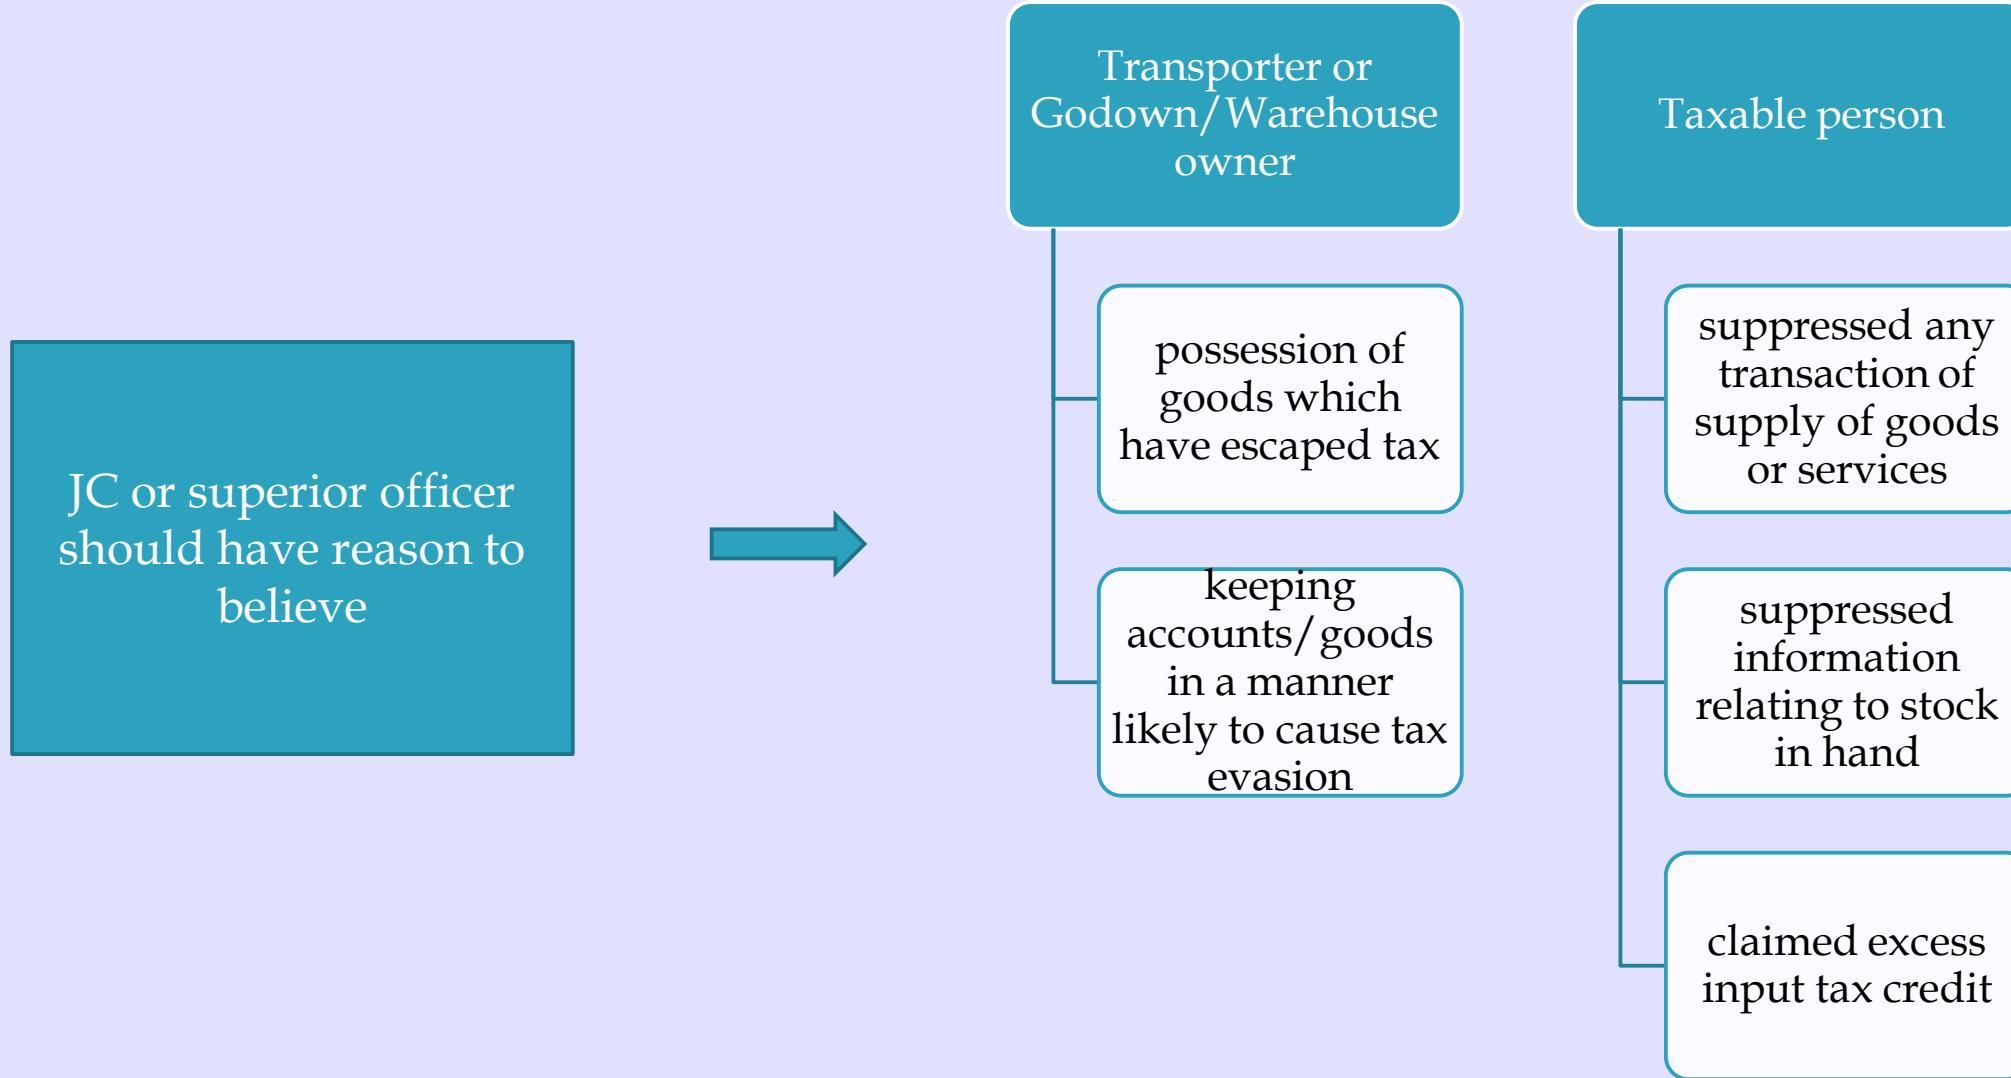 JC or superior officer
should have reason to
believe
Transporter or
Godown/Warehouse
owner
possession of
goods which
have escaped tax
keeping
accounts/goods
in a manner
likely to cause tax
evasion
Taxable person
suppressed any
transaction of
supply of goods
or services
suppressed
information
relating to stock
in hand
claimed excess
input tax credit